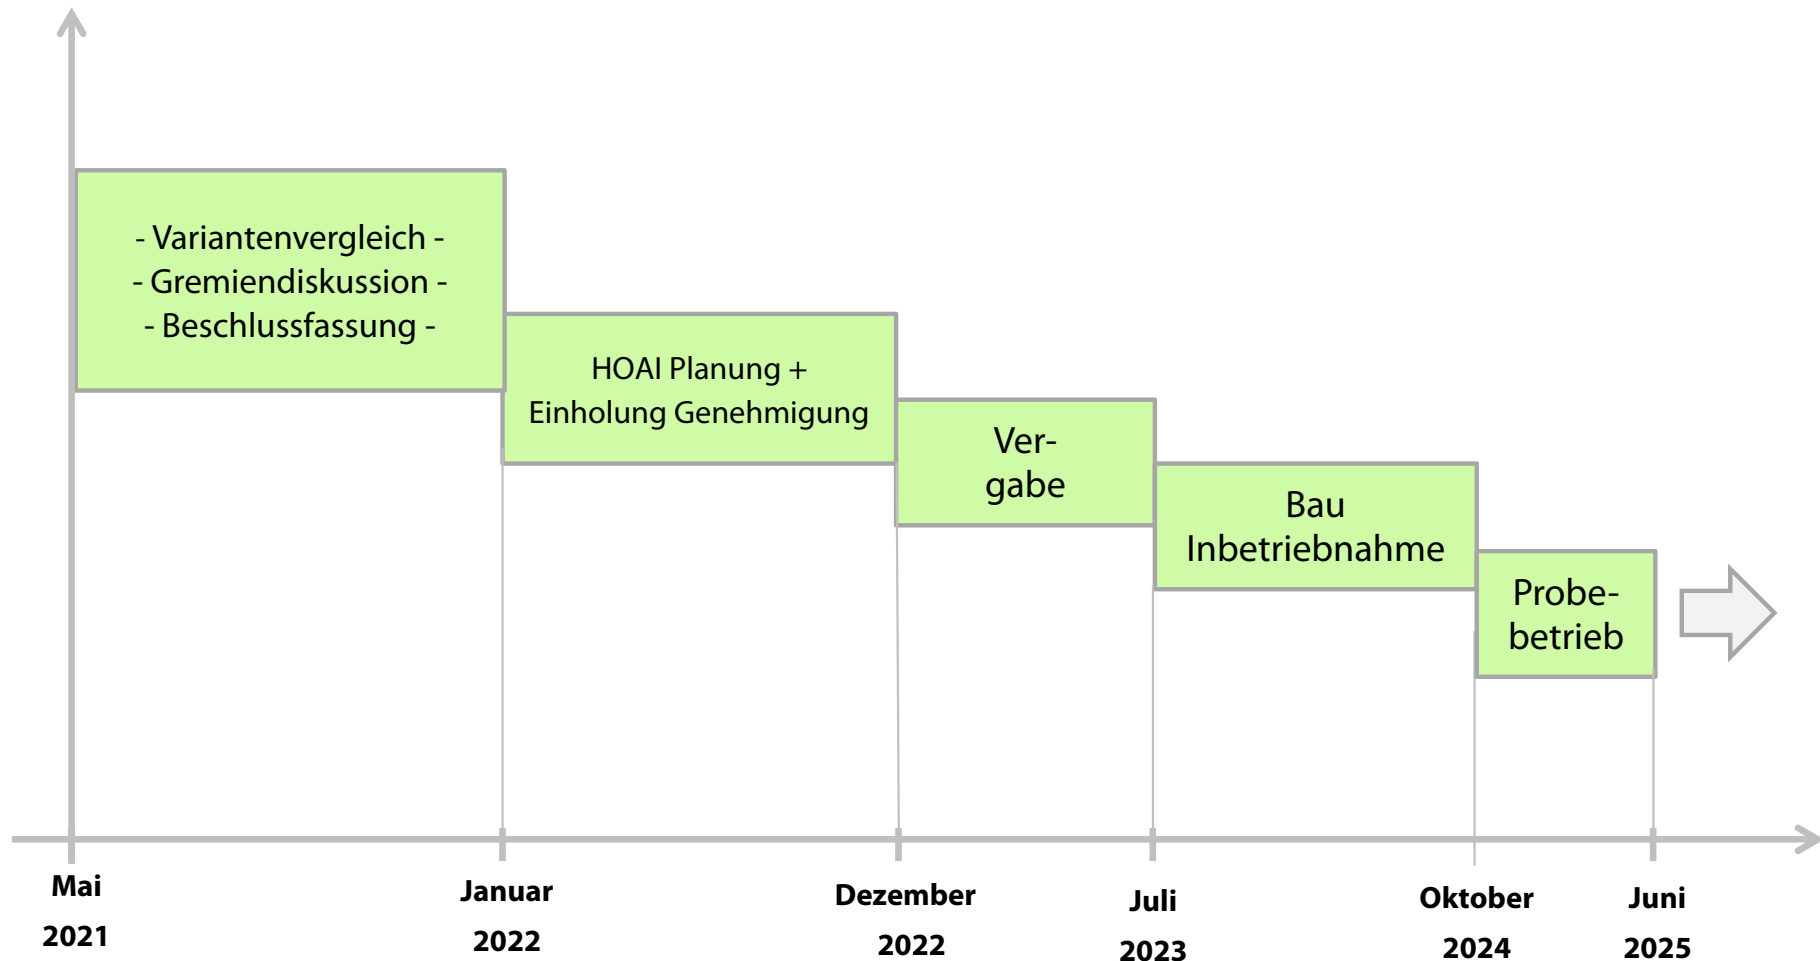 - Variantenvergleich -
- Gremiendiskussion -
- Beschlussfassung -
HOAI Planung +
Einholung Genehmigung
Ver-
gabe
Bau
Inbetriebnahme
Probe-
betrieb
Mai
2021
Januar
2022
Dezember
2022
Juli
2023
Oktober
2024
Juni
2025